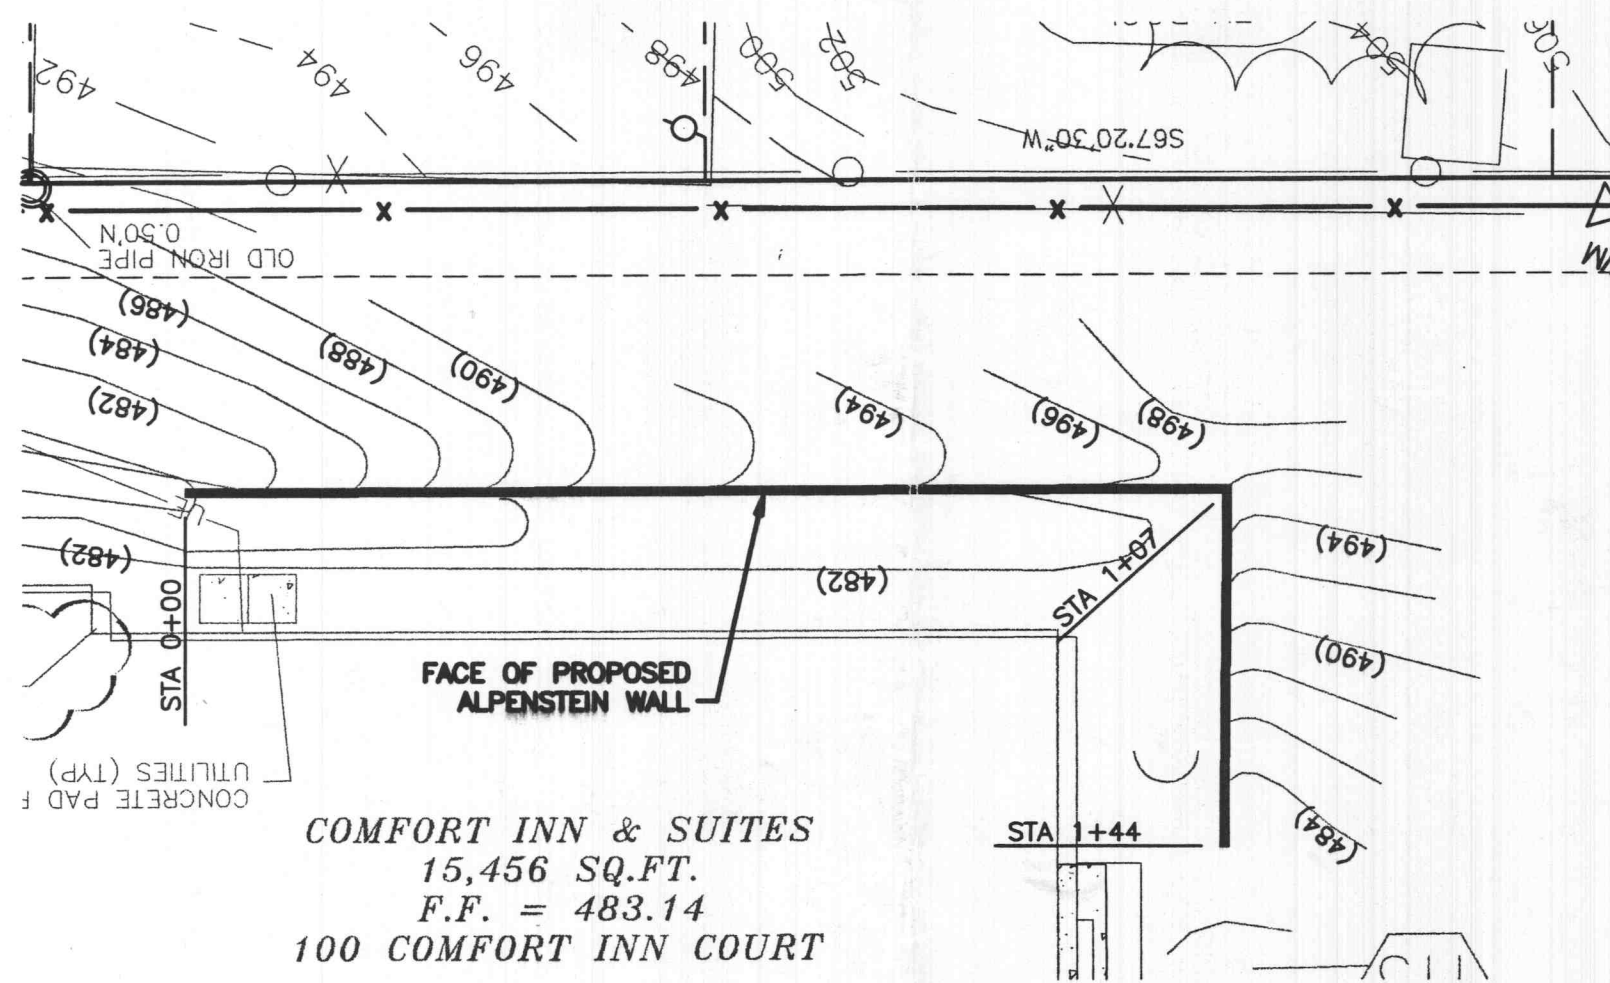 492
494
496
498
500
502
504
506
S67°20'30"W
OLD IRON PIPE
0.50'N
(486)
(484)
(482)
(488)
(490)
(494)
(496)
(498)
(494)
(490)
(484)
(482)
(482)
STA 0+00
STA 1+07
STA 1+44
FACE OF PROPOSED
ALPENSTEIN WALL
CONCRETE PAD
UTILITIES (TYP)
COMFORT INN & SUITES
15,456 SQ.FT.
F.F. = 483.14
100 COMFORT INN COURT